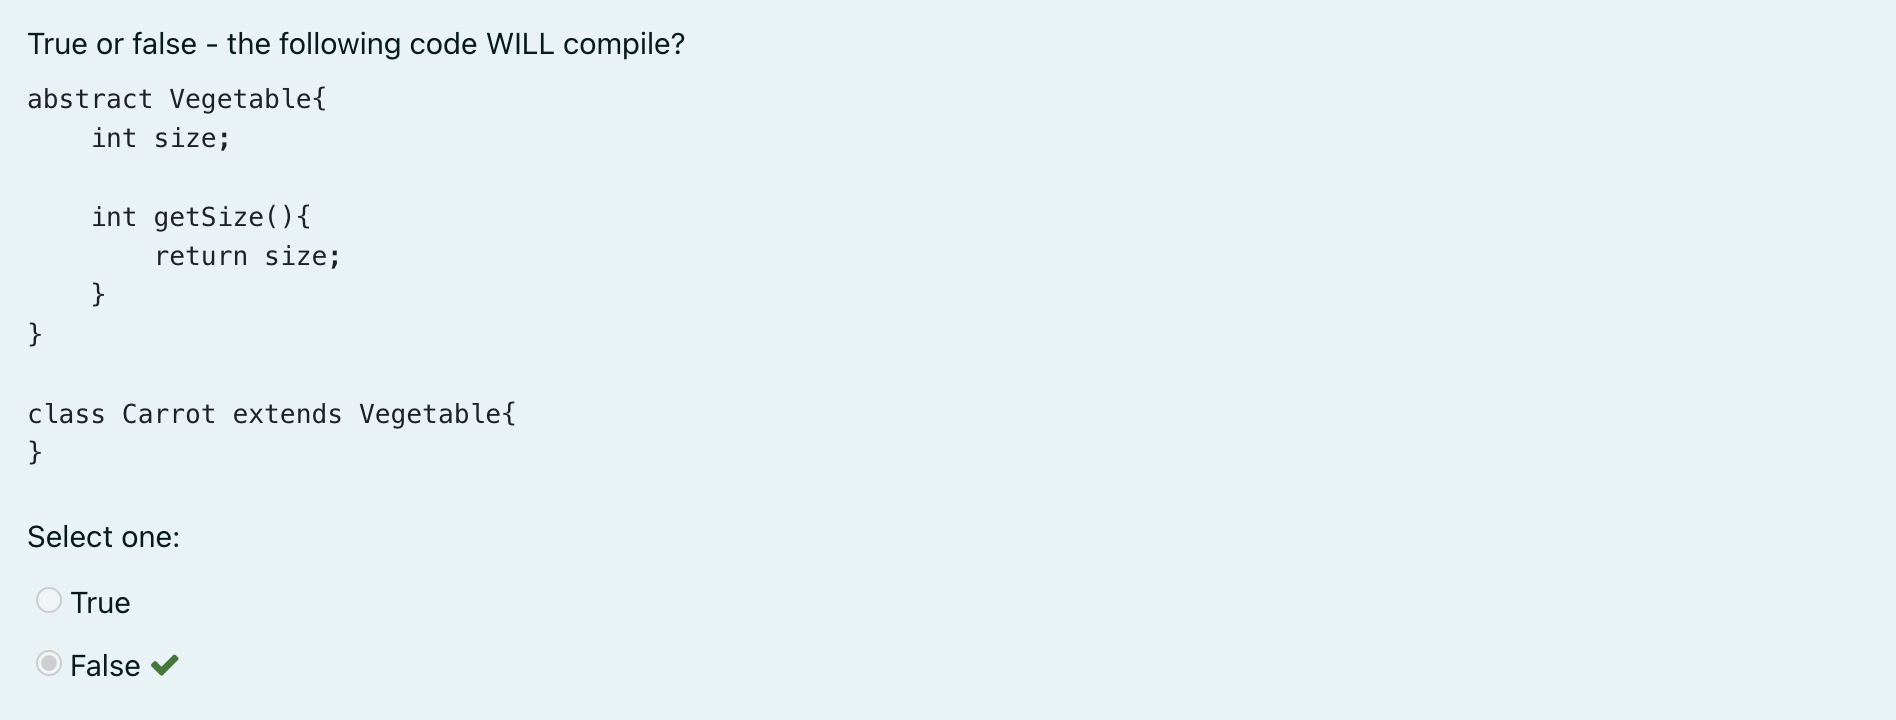 True or false - the following code WILL compile?
abstract Vegetable{
    int size;

    int getSize(){
        return size;
    }
}

class Carrot extends Vegetable{
}

Select one:
True
False